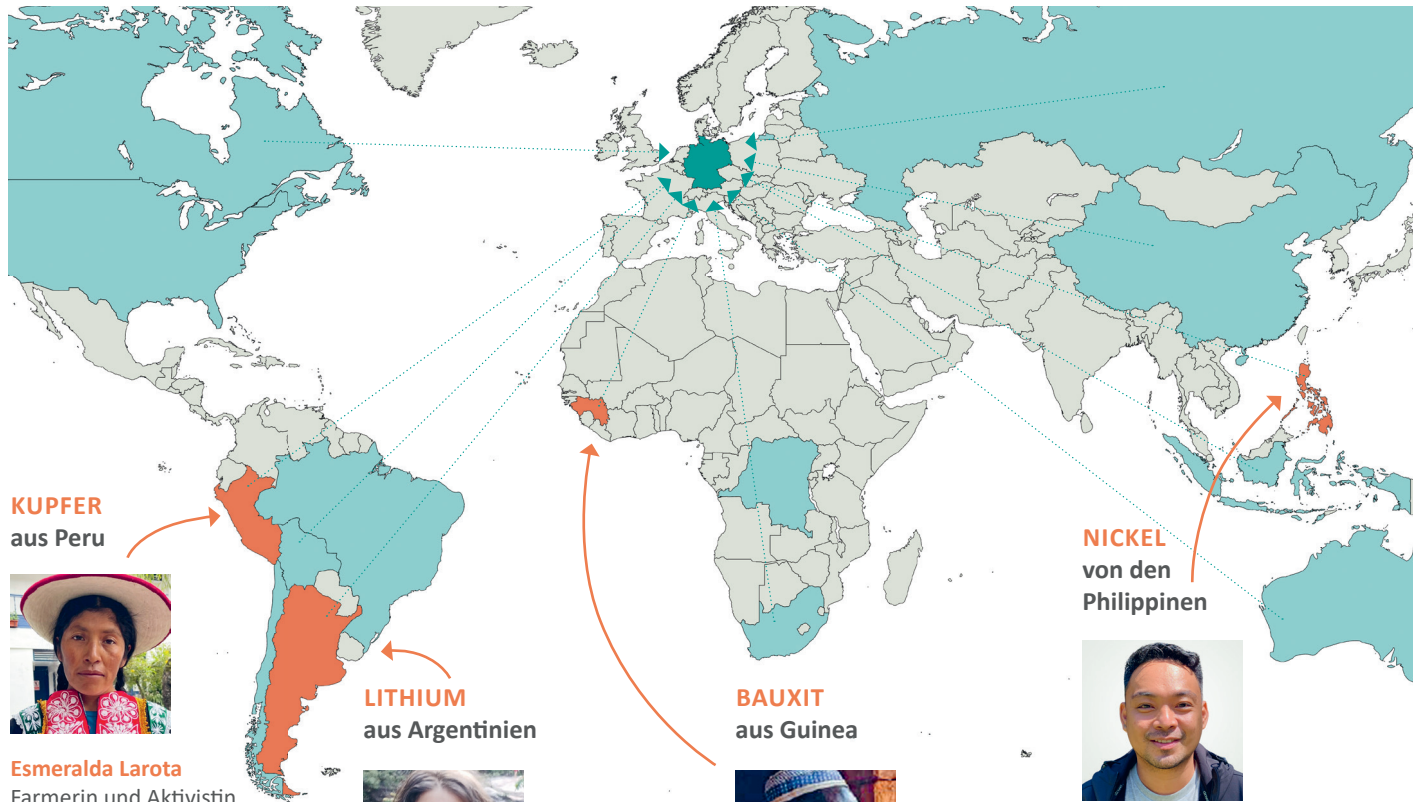 KUPFER
aus Peru
Esmeralda Larota
Farmerin und Aktivistin
LITHIUM
aus Argentinien
BAUXIT
aus Guinea
NICKEL
von den
Philippinen